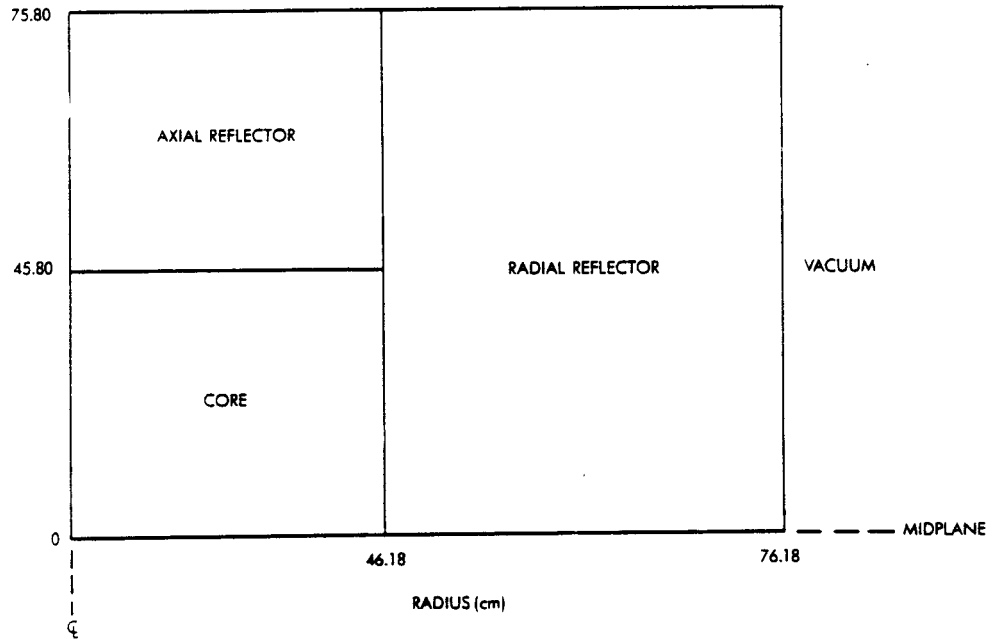 75.80
AXIAL REFLECTOR
45.80
RADIAL REFLECTOR
VACUUM
CORE
0
MIDPLANE
46.18
76.18
RADIUS (cm)
℄